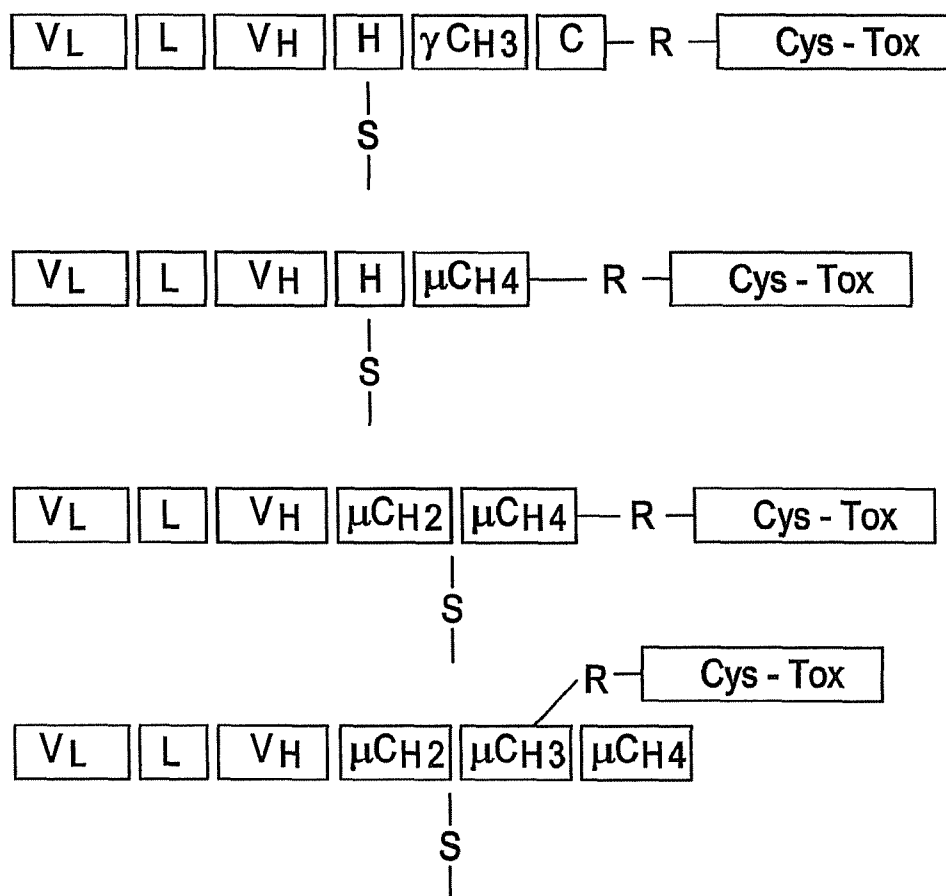 VL L VH H γCH3 C R Cys - Tox
S
VL L VH H μCH4 R Cys - Tox
S
VL L VH μCH2 μCH4 R Cys - Tox
S
R Cys - Tox
VL L VH μCH2 μCH3 μCH4
S